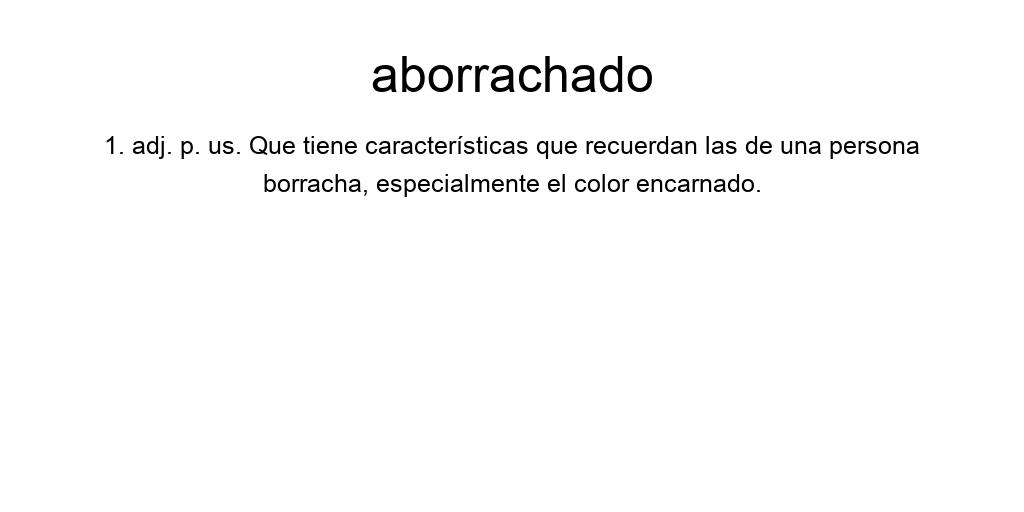 aborrachado
1. adj. p. us. Que tiene características que recuerdan las de una persona
borracha, especialmente el color encarnado.